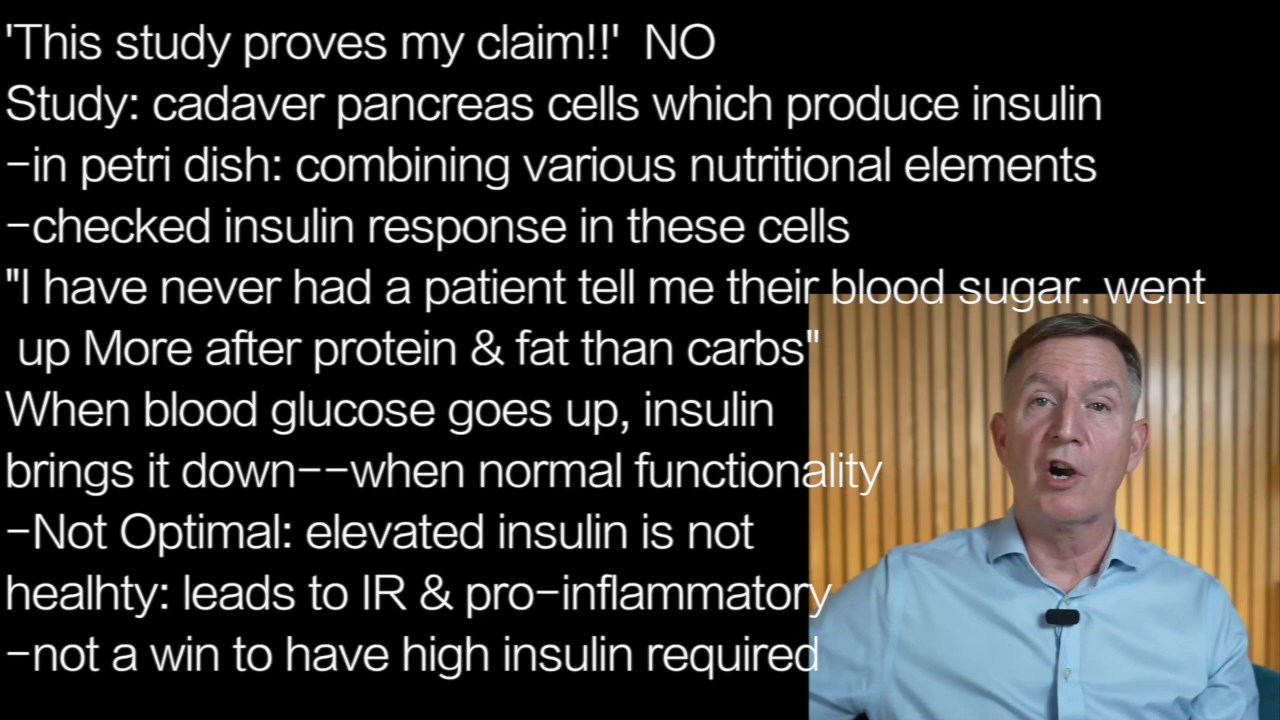 'This study proves my claim!!' NO
Study: cadaver pancreas cells which produce insulin
-in petri dish: combining various nutritional elements
-checked insulin response in these cells
"I have never had a patient tell me their blood sugar. went
up More after protein & fat than carbs"
When blood glucose goes up, insulin
brings it down--when normal functionality
-Not Optimal: elevated insulin is not
healhty: leads to IR & pro-inflammatory
-not a win to have high insulin required